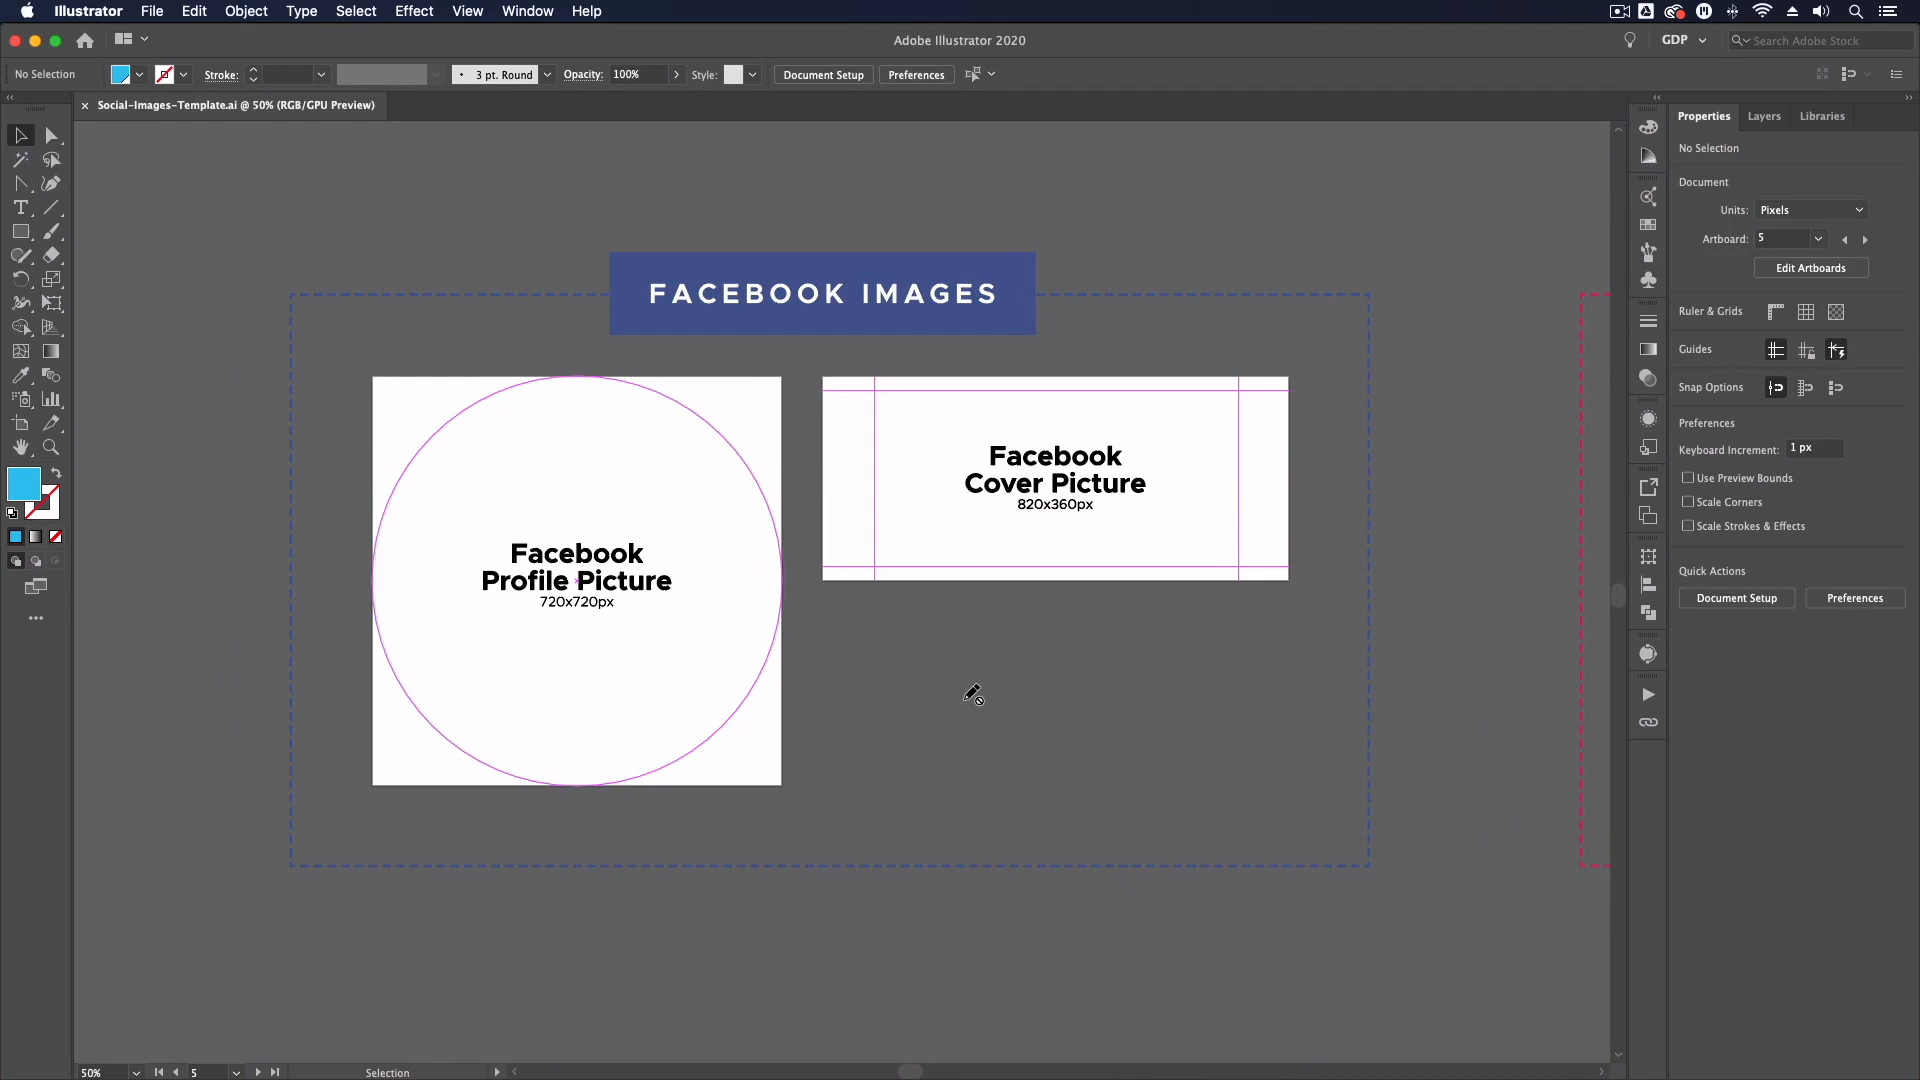 Illustrator File Edit Object Type Select Effect View Window Help
Adobe Illustrator 2020
GDP
Search Adobe Stock
No Selection
Stroke:
3 pt. Round
Opacity: 100%
Style:
Document Setup
Preferences
× Social-Images-Template.ai @ 50% (RGB/GPU Preview)
Properties Layers Libraries
No Selection
Document
Units: Pixels
Artboard: 5
Edit Artboards
Ruler & Grids
Guides
Snap Options
Preferences
Keyboard Increment: 1 px
Use Preview Bounds
Scale Corners
Scale Strokes & Effects
Quick Actions
Document Setup
Preferences
FACEBOOK IMAGES
Facebook
Profile Picture
720x720px
Facebook
Cover Picture
820x360px
50%
5
Selection